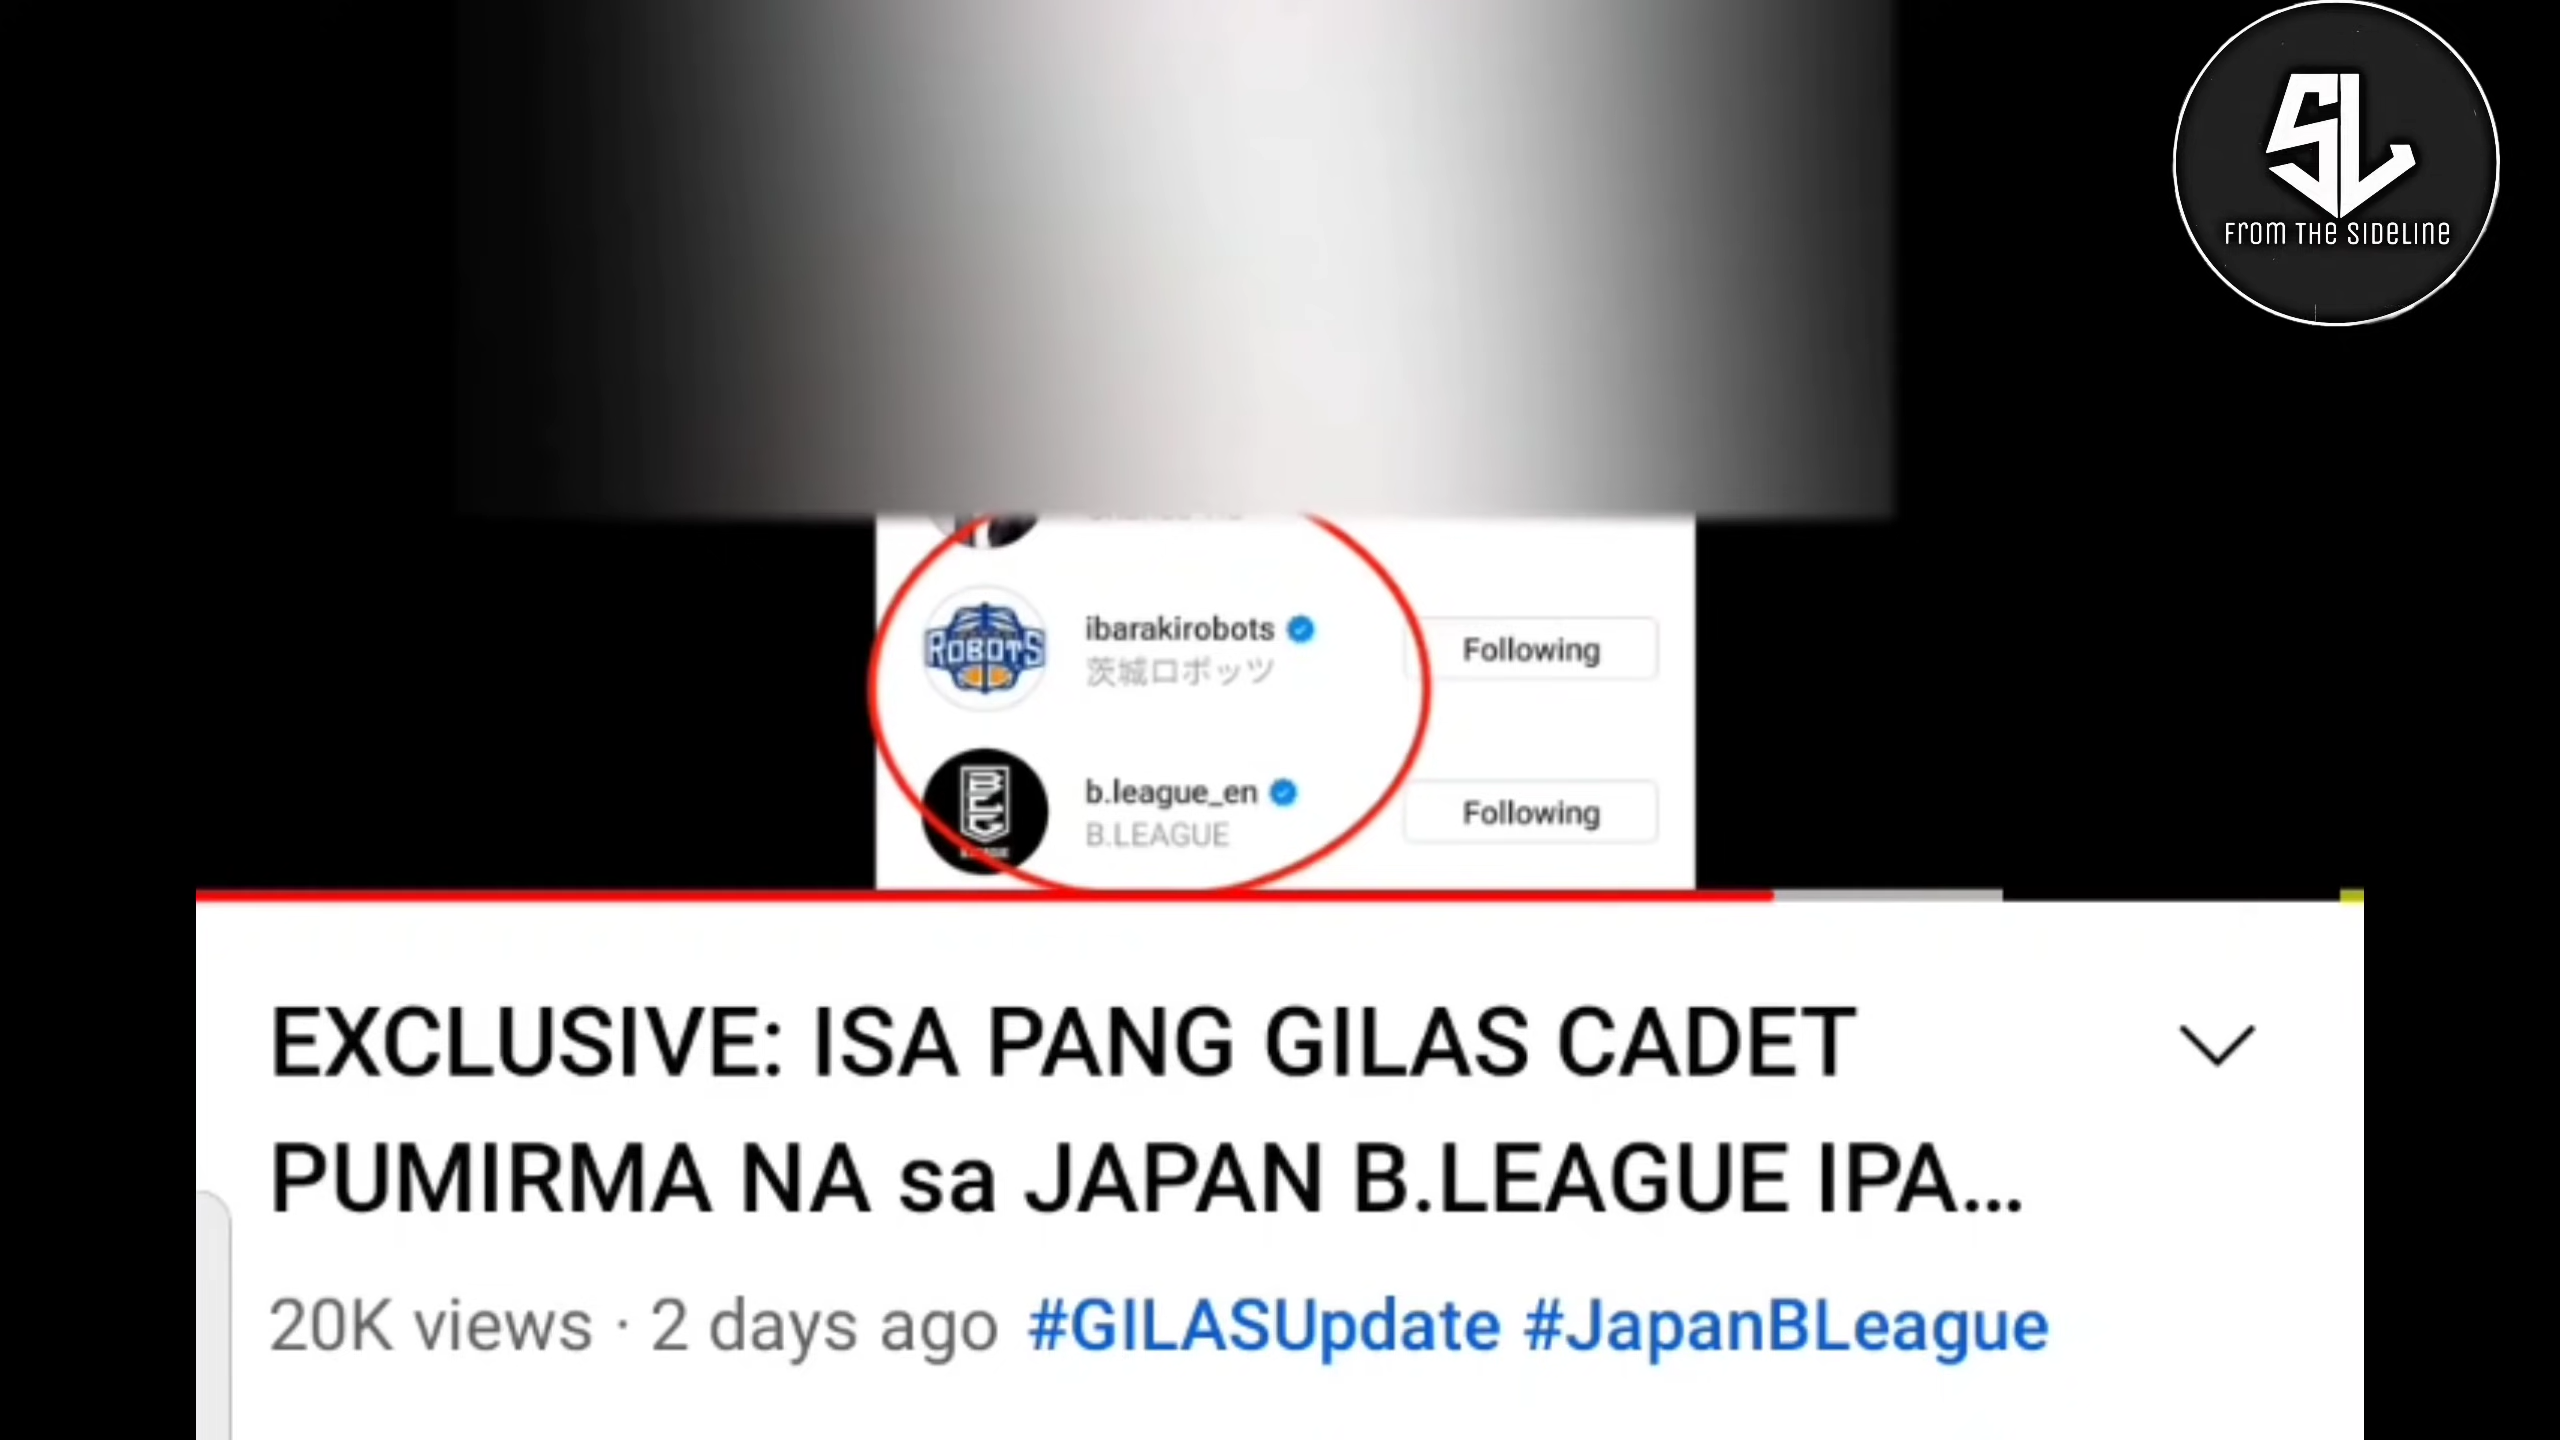 SL
FROM THE SIDELINE
ROBOTS
ibarakirobots
茨城ロボッツ
Following
b.league_en
B.LEAGUE
Following
EXCLUSIVE: ISA PANG GILAS CADET
PUMIRMA NA sa JAPAN B.LEAGUE IPA...
20K views · 2 days ago #GILASUpdate #JapanBLeague